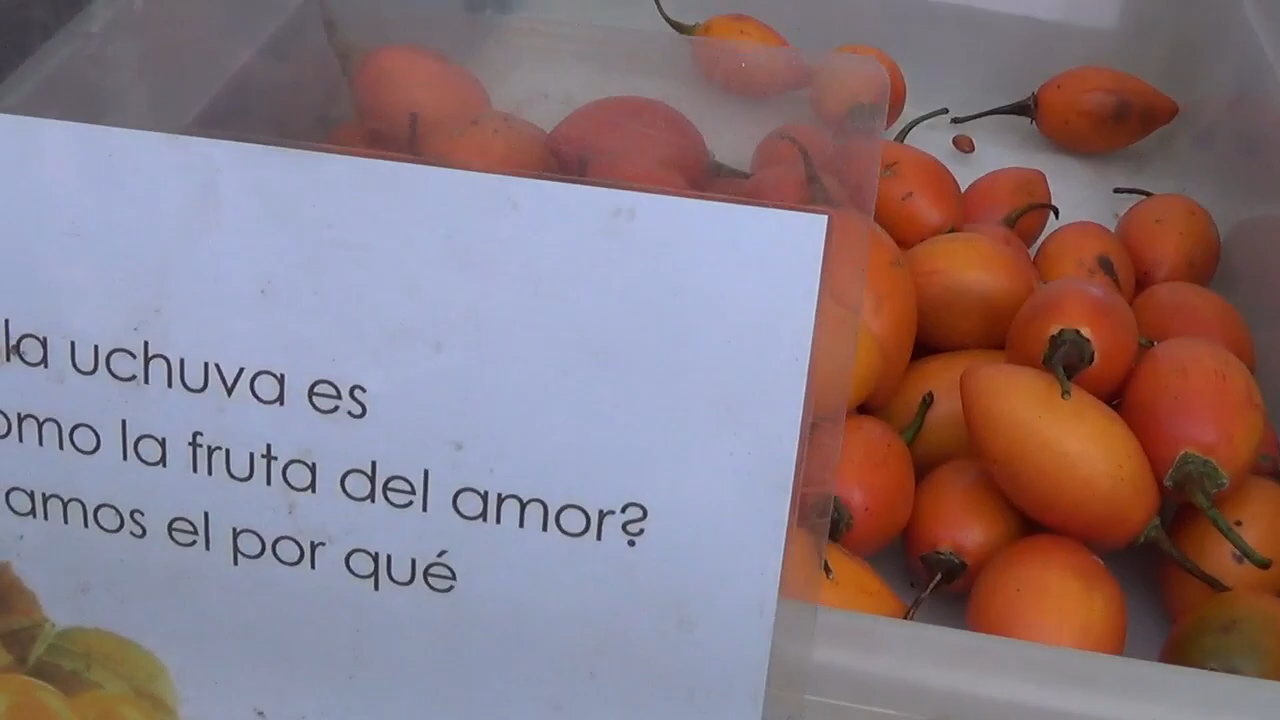 la uchuva es
omo la fruta del amor?
amos el por qué